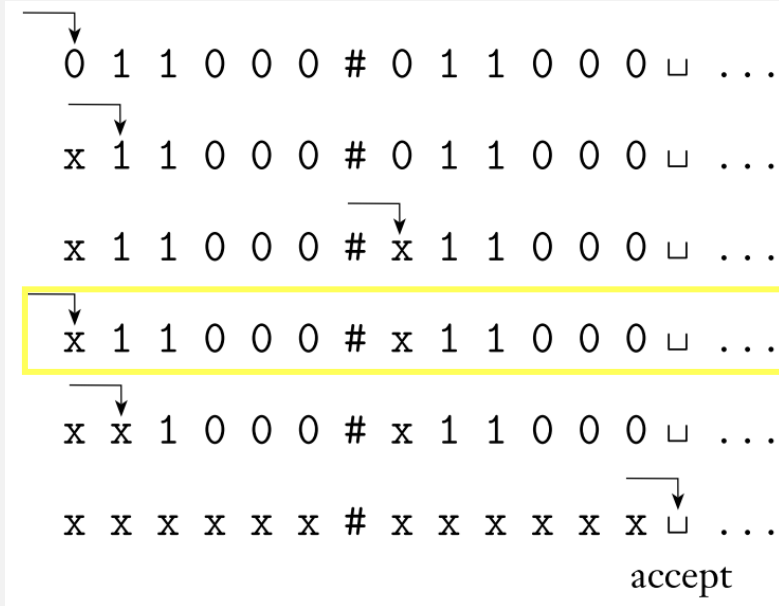 0 1 1 0 0 0 # 0 1 1 0 0 0 ␣ ...
x 1 1 0 0 0 # 0 1 1 0 0 0 ␣ ...
x 1 1 0 0 0 # x 1 1 0 0 0 ␣ ...
x 1 1 0 0 0 # x 1 1 0 0 0 ␣ ...
x x 1 0 0 0 # x 1 1 0 0 0 ␣ ...
x x x x x x # x x x x x x ␣ ...
accept